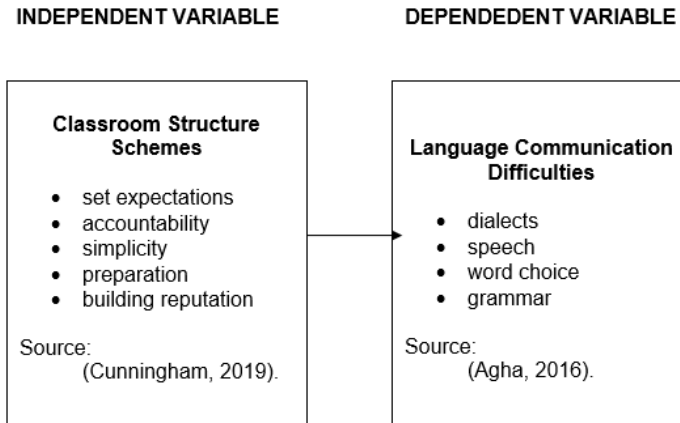 INDEPENDENT VARIABLE
DEPENDEDENT VARIABLE
Classroom Structure
Schemes
• set expectations
• accountability
• simplicity
• preparation
• building reputation
Source:
(Cunningham, 2019).
Language Communication
Difficulties
• dialects
• speech
• word choice
• grammar
Source:
(Agha, 2016).